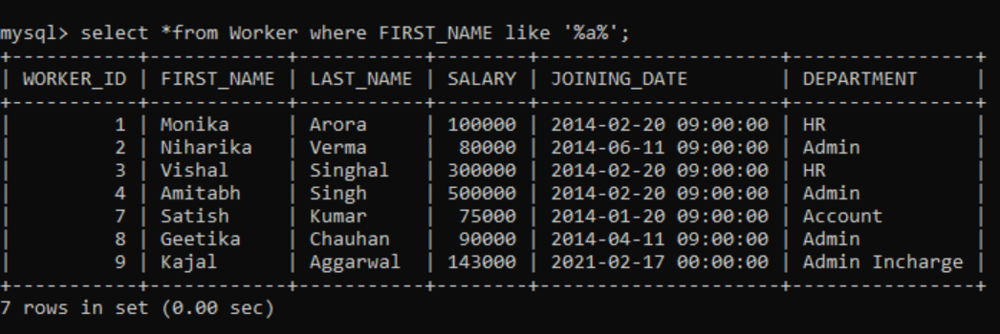 mysql> select *from Worker where FIRST_NAME like '%a%';
+-----------+------------+-----------+--------+---------------------+----------------+
| WORKER_ID | FIRST_NAME | LAST_NAME | SALARY | JOINING_DATE        | DEPARTMENT     |
+-----------+------------+-----------+--------+---------------------+----------------+
|         1 | Monika     | Arora     | 100000 | 2014-02-20 09:00:00 | HR             |
|         2 | Niharika   | Verma     |  80000 | 2014-06-11 09:00:00 | Admin          |
|         3 | Vishal     | Singhal   | 300000 | 2014-02-20 09:00:00 | HR             |
|         4 | Amitabh    | Singh     | 500000 | 2014-02-20 09:00:00 | Admin          |
|         7 | Satish     | Kumar     |  75000 | 2014-01-20 09:00:00 | Account        |
|         8 | Geetika    | Chauhan   |  90000 | 2014-04-11 09:00:00 | Admin          |
|         9 | Kajal      | Aggarwal  | 143000 | 2021-02-17 00:00:00 | Admin Incharge |
+-----------+------------+-----------+--------+---------------------+----------------+
7 rows in set (0.00 sec)